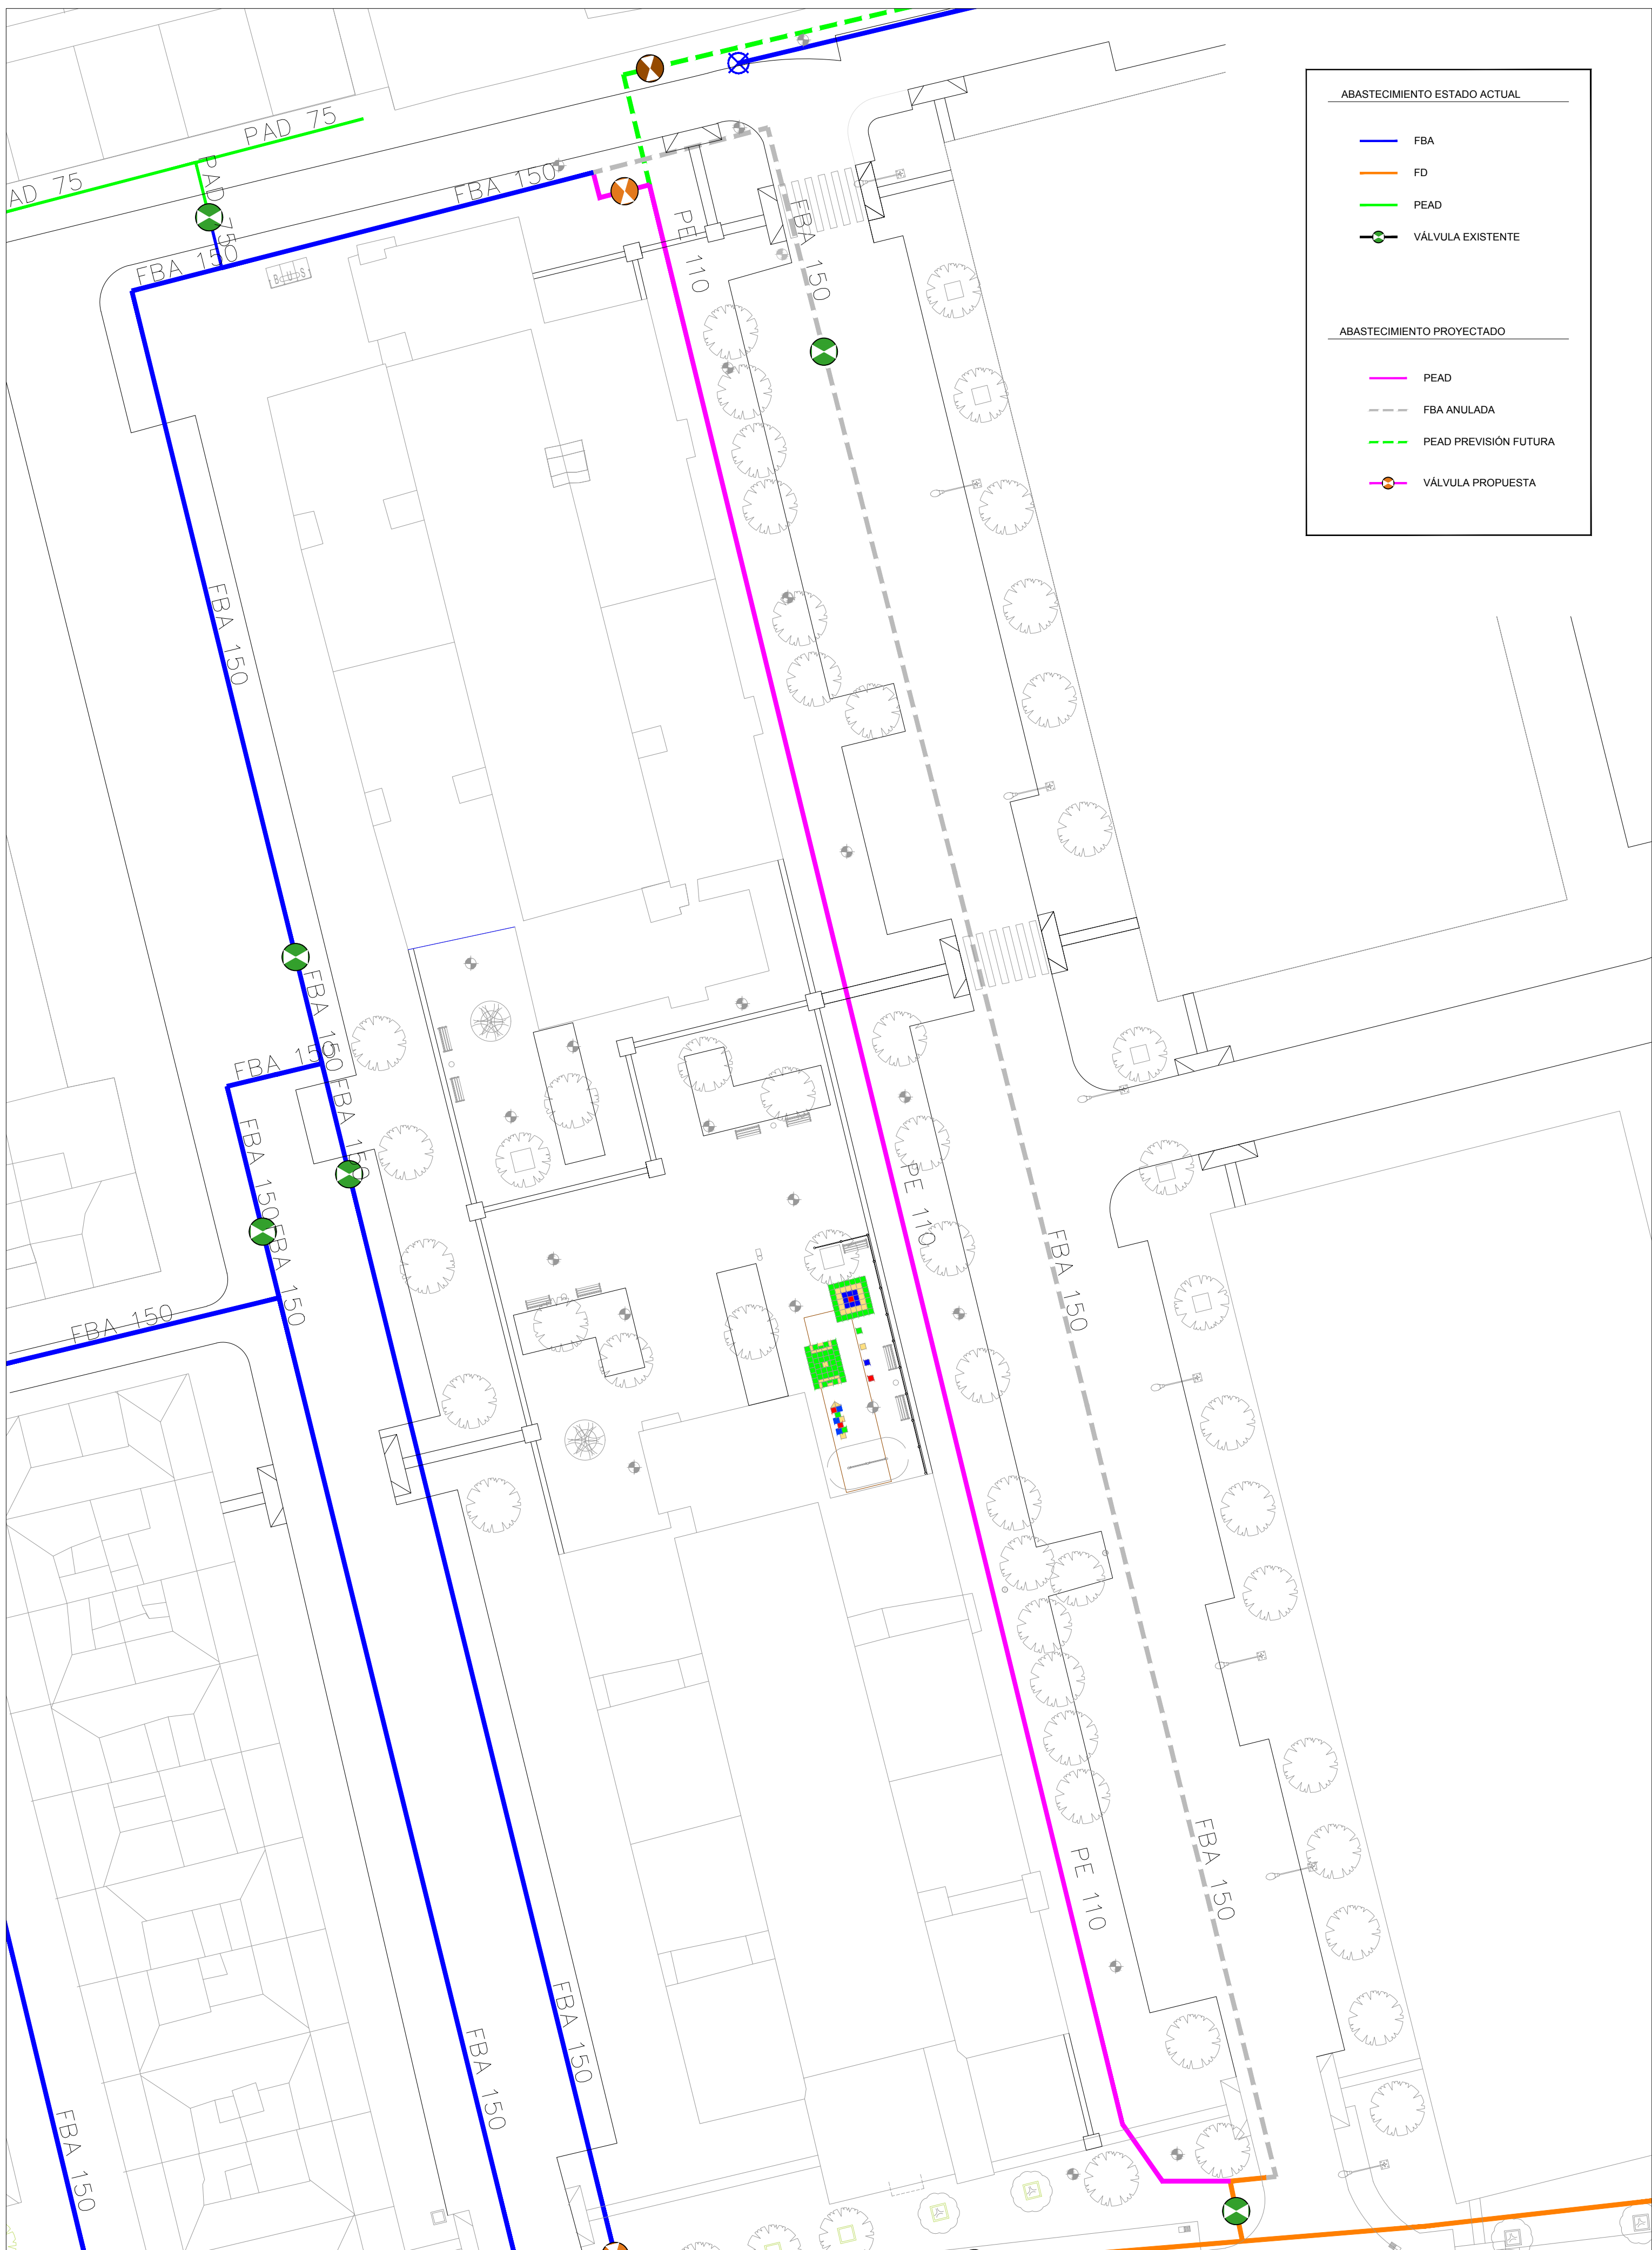 ABASTECIMIENTO ESTADO ACTUAL
FBA
FD
PEAD
VÁLVULA EXISTENTE
ABASTECIMIENTO PROYECTADO
PEAD
FBA ANULADA
PEAD PREVISIÓN FUTURA
VÁLVULA PROPUESTA
PAD 75
AD 75
PAD 75
FBA 150
FBA 150
BUS
PE 110
FBA 150
FBA 150
FBA 150
FBA 150
FBA 150
FBA 150
FBA 150
FBA 150
PE 110
FBA 150
PE 110
FBA 150
FBA 150
FBA 150
FBA 150